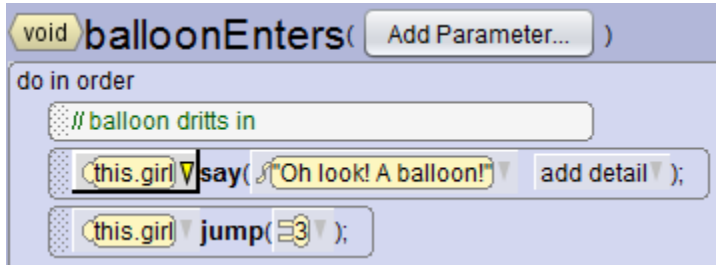 void balloonEnters( Add Parameter... )
do in order
// balloon dritts in
this.girl say( "Oh look! A balloon!" add detail );
this.girl jump( 3 );